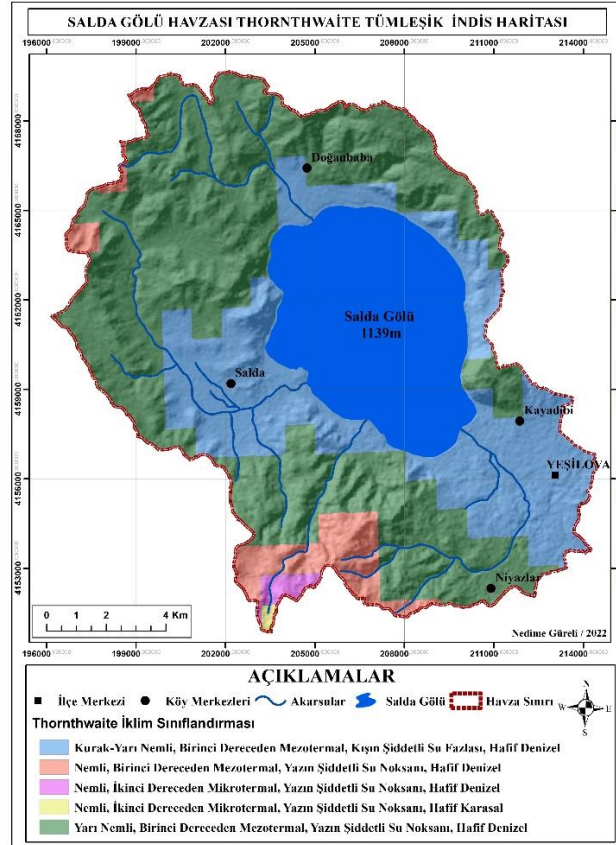 SALDA GÖLÜ HAVZASI THORNTHWAİTE TÜMLEŞİK İNDİS HARİTASI
196000 199000 202000 205000 208000 211000 214000
4168000
Doğanbaba
4165000
4162000
Salda Gölü
1139m
Salda
4159000
Kayadibi
4156000
YEŞİLOVA
4153000
Niyazlar
0 2 4 Km
Nedime Güreli / 2022
196000 199000 202000 205000 208000 211000 214000
AÇIKLAMALAR
İlçe Merkezi Köy Merkezleri Akarsular Salda Gölü Havza Sınırı
N
W E
S
Thornthwaite İklim Sınıflandırması
Kurak-Yarı Nemli, Birinci Dereceden Mezotermal, Kışın Şiddetli Su Fazlası, Hafif Denizel
Nemli, Birinci Dereceden Mezotermal, Yazın Şiddetli Su Noksanı, Hafif Denizel
Nemli, İkinci Dereceden Mikrotermal, Yazın Şiddetli Su Noksanı, Hafif Denizel
Nemli, İkinci Dereceden Mikrotermal, Yazın Şiddetli Su Noksanı, Hafif Karasal
Yarı Nemli, Birinci Dereceden Mezotermal, Yazın Şiddetli Su Noksanı, Hafif Denizel